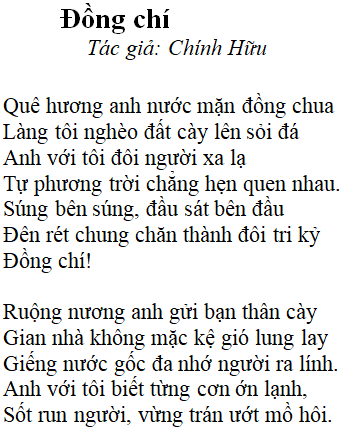 Đồng chí
Tác giả: Chính Hữu
Quê hương anh nước mặn đồng chua
Làng tôi nghèo đất cày lên sỏi đá
Anh với tôi đôi người xa lạ
Tự phương trời chẳng hẹn quen nhau.
Súng bên súng, đầu sát bên đầu
Đên rét chung chăn thành đôi tri kỷ
Đồng chí!
Ruộng nương anh gửi bạn thân cày
Gian nhà không mặc kệ gió lung lay
Giếng nước gốc đa nhớ người ra lính.
Anh với tôi biết từng cơn ớn lạnh,
Sốt run người, vừng trán ướt mồ hôi.